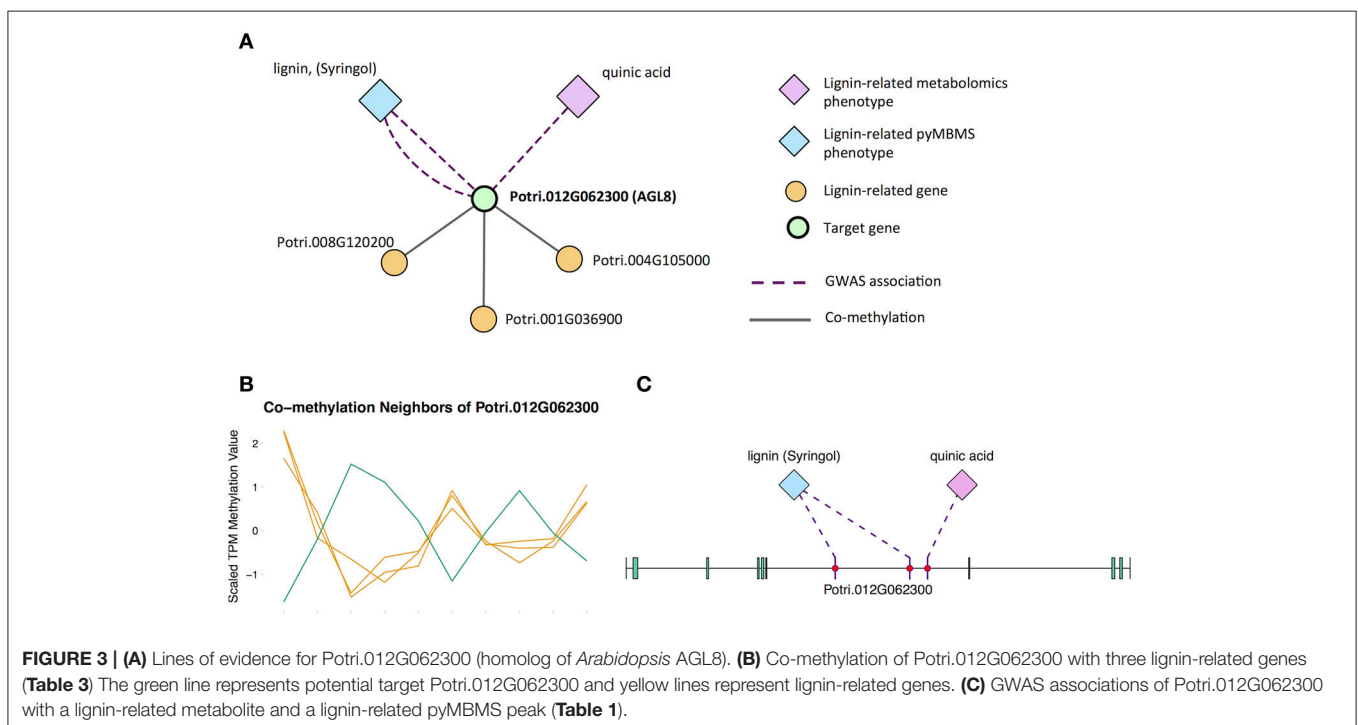 A
lignin, (Syringol)
quinic acid
Potri.012G062300 (AGL8)
Potri.008G120200
Potri.004G105000
Potri.001G036900
Lignin-related metabolomics
phenotype
Lignin-related pyMBMS
phenotype
Lignin-related gene
Target gene
GWAS association
Co-methylation
B
Co−methylation Neighbors of Potri.012G062300
Scaled TPM Methylation Value
2
1
0
−1
C
lignin (Syringol)
quinic acid
Potri.012G062300
FIGURE 3 | (A) Lines of evidence for Potri.012G062300 (homolog of Arabidopsis AGL8). (B) Co-methylation of Potri.012G062300 with three lignin-related genes
(Table 3) The green line represents potential target Potri.012G062300 and yellow lines represent lignin-related genes. (C) GWAS associations of Potri.012G062300
with a lignin-related metabolite and a lignin-related pyMBMS peak (Table 1).